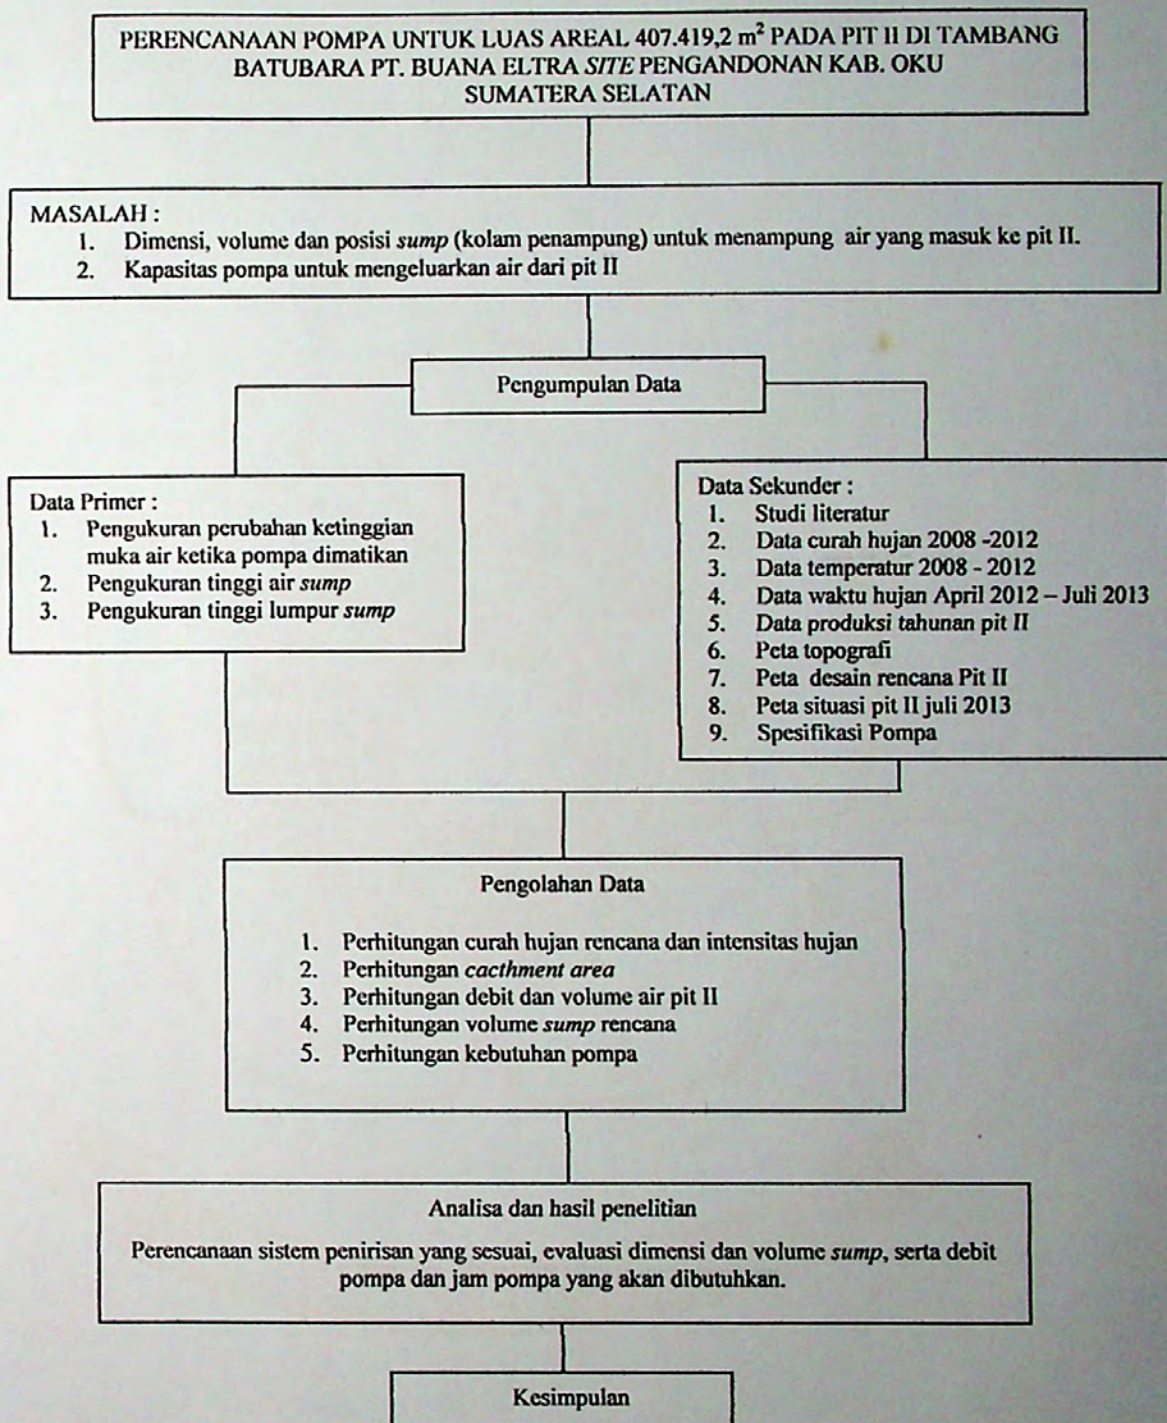 PERENCANAAN POMPA UNTUK LUAS AREAL 407.419,2 m² PADA PIT II DI TAMBANG
BATUBARA PT. BUANA ELTRA SITE PENGANDONAN KAB. OKU
SUMATERA SELATAN
MASALAH :
1. Dimensi, volume dan posisi sump (kolam penampung) untuk menampung air yang masuk ke pit II.
2. Kapasitas pompa untuk mengeluarkan air dari pit II
Pengumpulan Data
Data Primer :
1. Pengukuran perubahan ketinggian
muka air ketika pompa dimatikan
2. Pengukuran tinggi air sump
3. Pengukuran tinggi lumpur sump
Data Sekunder :
1. Studi literatur
2. Data curah hujan 2008 -2012
3. Data temperatur 2008 - 2012
4. Data waktu hujan April 2012 – Juli 2013
5. Data produksi tahunan pit II
6. Peta topografi
7. Peta desain rencana Pit II
8. Peta situasi pit II juli 2013
9. Spesifikasi Pompa
Pengolahan Data
1. Perhitungan curah hujan rencana dan intensitas hujan
2. Perhitungan cacthment area
3. Perhitungan debit dan volume air pit II
4. Perhitungan volume sump rencana
5. Perhitungan kebutuhan pompa
Analisa dan hasil penelitian
Perencanaan sistem penirisan yang sesuai, evaluasi dimensi dan volume sump, serta debit
pompa dan jam pompa yang akan dibutuhkan.
Kesimpulan